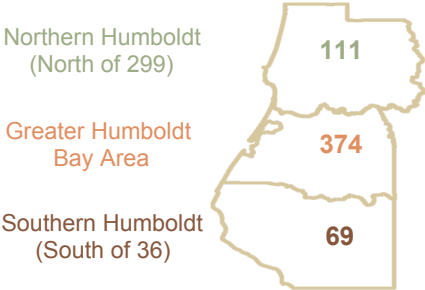 Northern Humboldt
(North of 299)
111
Greater Humboldt
Bay Area
374
Southern Humboldt
(South of 36)
69